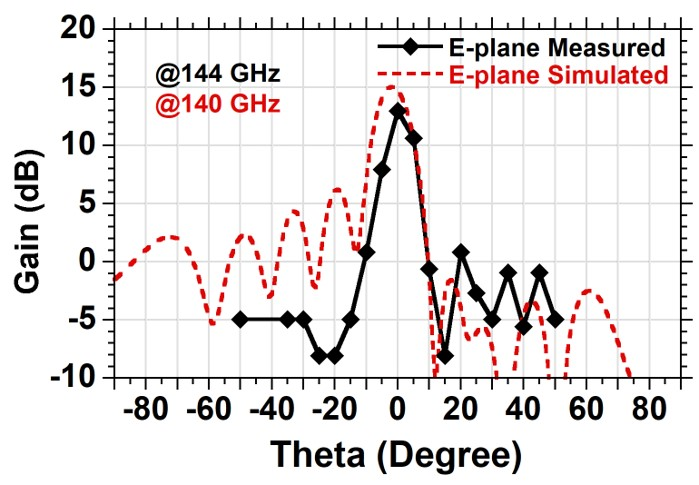 E-plane Measured
E-plane Simulated
@144 GHz
@140 GHz
20
15
10
5
0
-5
-10
Gain (dB)
-80 -60 -40 -20 0 20 40 60 80
Theta (Degree)